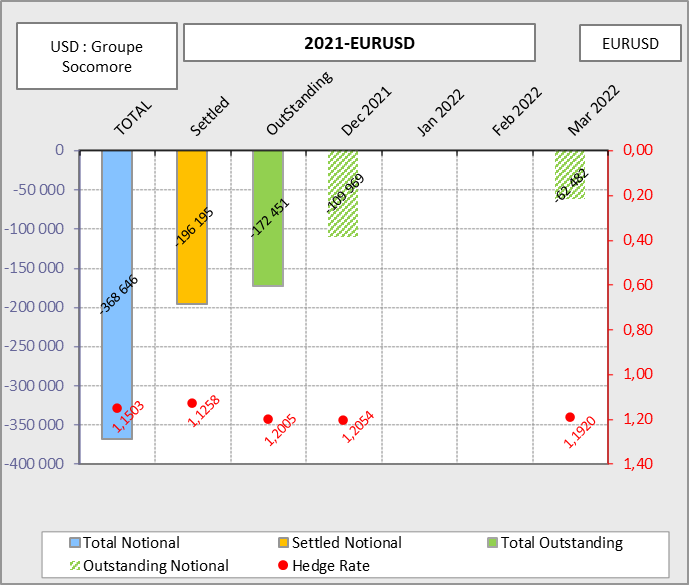 USD : Groupe
Socomore
2021-EURUSD
EURUSD
TOTAL
Settled
OutStanding
Dec 2021
Jan 2022
Feb 2022
Mar 2022
0
-50 000
-100 000
-150 000
-200 000
-250 000
-300 000
-350 000
-400 000
-368 646
-196 195
-172 451
-109 969
-62 482
1,1503
1,1258
1,2005
1,2054
1,1920
0,00
0,20
0,40
0,60
0,80
1,00
1,20
1,40
Total Notional
Settled Notional
Total Outstanding
Outstanding Notional
Hedge Rate